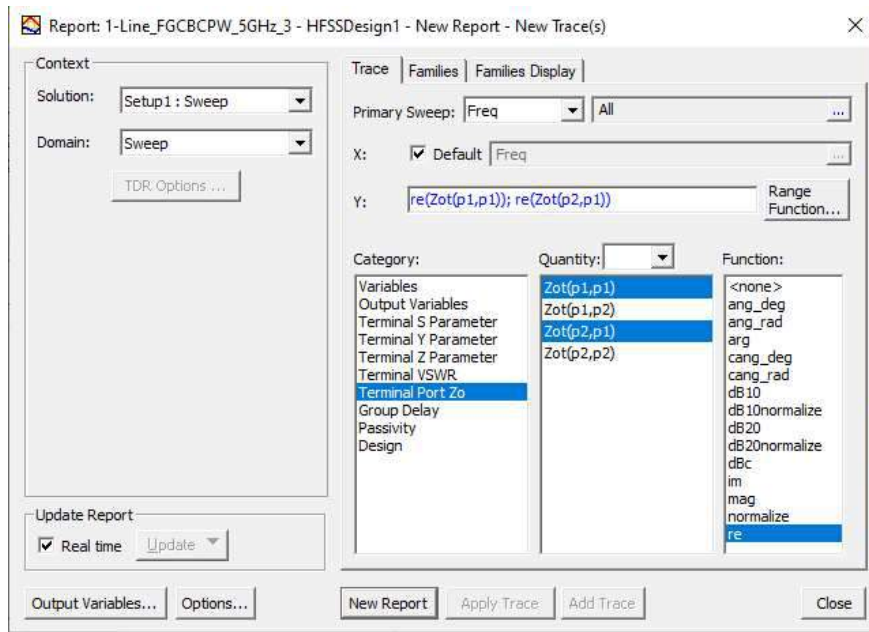 Report: 1-Line_FGCBCPW_5GHz_3 - HFSSDesign1 - New Report - New Trace(s)
Context
Solution: Setup1 : Sweep
Domain: Sweep
TDR Options ...
Update Report
Real time Update
Output Variables... Options...
Trace Families Families Display
Primary Sweep: Freq All ...
X: Default Freq ...
Y: re(Zot(p1,p1)); re(Zot(p2,p1)) Range Function...
Category:
Variables
Output Variables
Terminal S Parameter
Terminal Y Parameter
Terminal Z Parameter
Terminal VSWR
Terminal Port Zo
Group Delay
Passivity
Design
Quantity:
Zot(p1,p1)
Zot(p1,p2)
Zot(p2,p1)
Zot(p2,p2)
Function:
<none>
ang_deg
ang_rad
arg
cang_deg
cang_rad
dB10
dB10normalize
dB20
dB20normalize
dBc
im
mag
normalize
re
New Report Apply Trace Add Trace Close